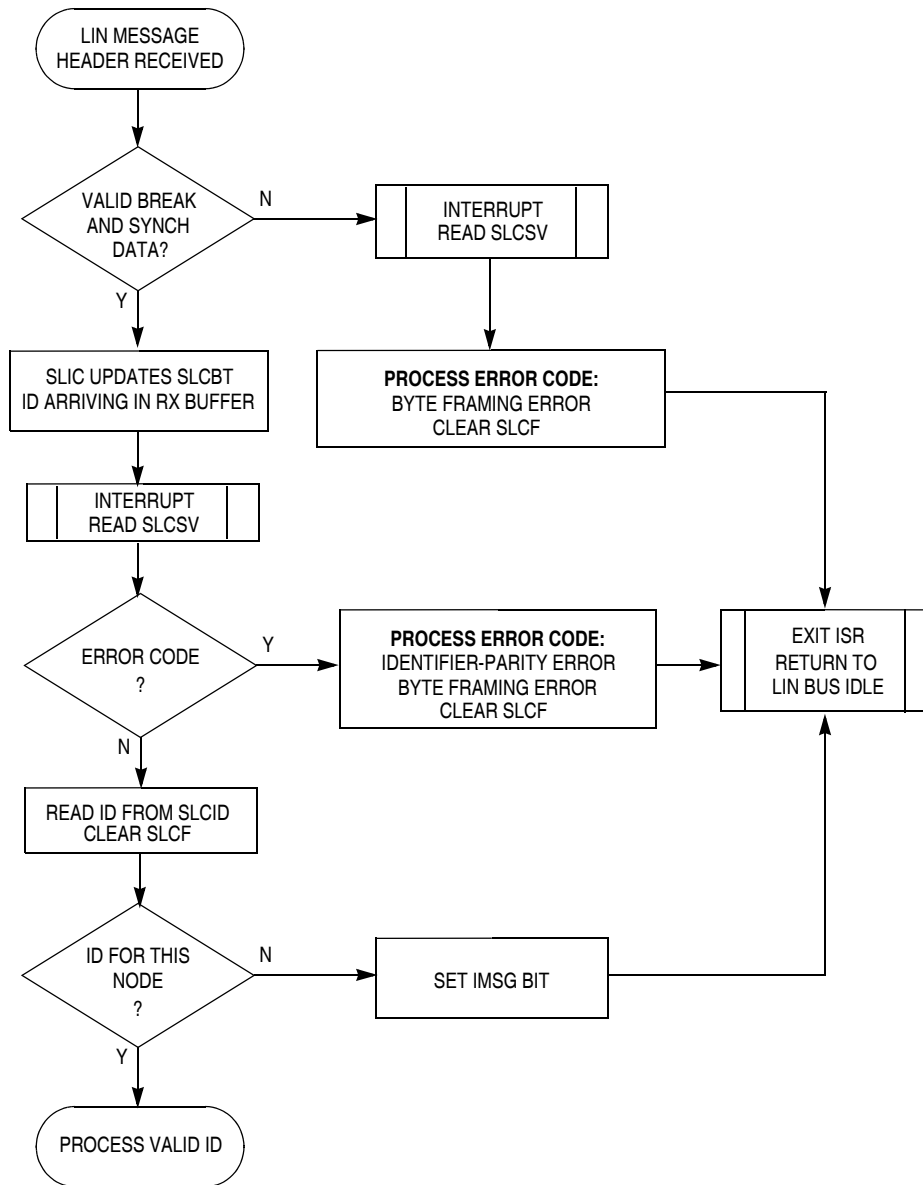 LIN MESSAGE
HEADER RECEIVED
VALID BREAK
AND SYNCH
DATA?
N
Y
INTERRUPT
READ SLCSV
PROCESS ERROR CODE:
BYTE FRAMING ERROR
CLEAR SLCF
SLIC UPDATES SLCBT
ID ARRIVING IN RX BUFFER
INTERRUPT
READ SLCSV
ERROR CODE
?
Y
N
PROCESS ERROR CODE:
IDENTIFIER-PARITY ERROR
BYTE FRAMING ERROR
CLEAR SLCF
EXIT ISR
RETURN TO
LIN BUS IDLE
READ ID FROM SLCID
CLEAR SLCF
ID FOR THIS
NODE
?
N
Y
SET IMSG BIT
PROCESS VALID ID